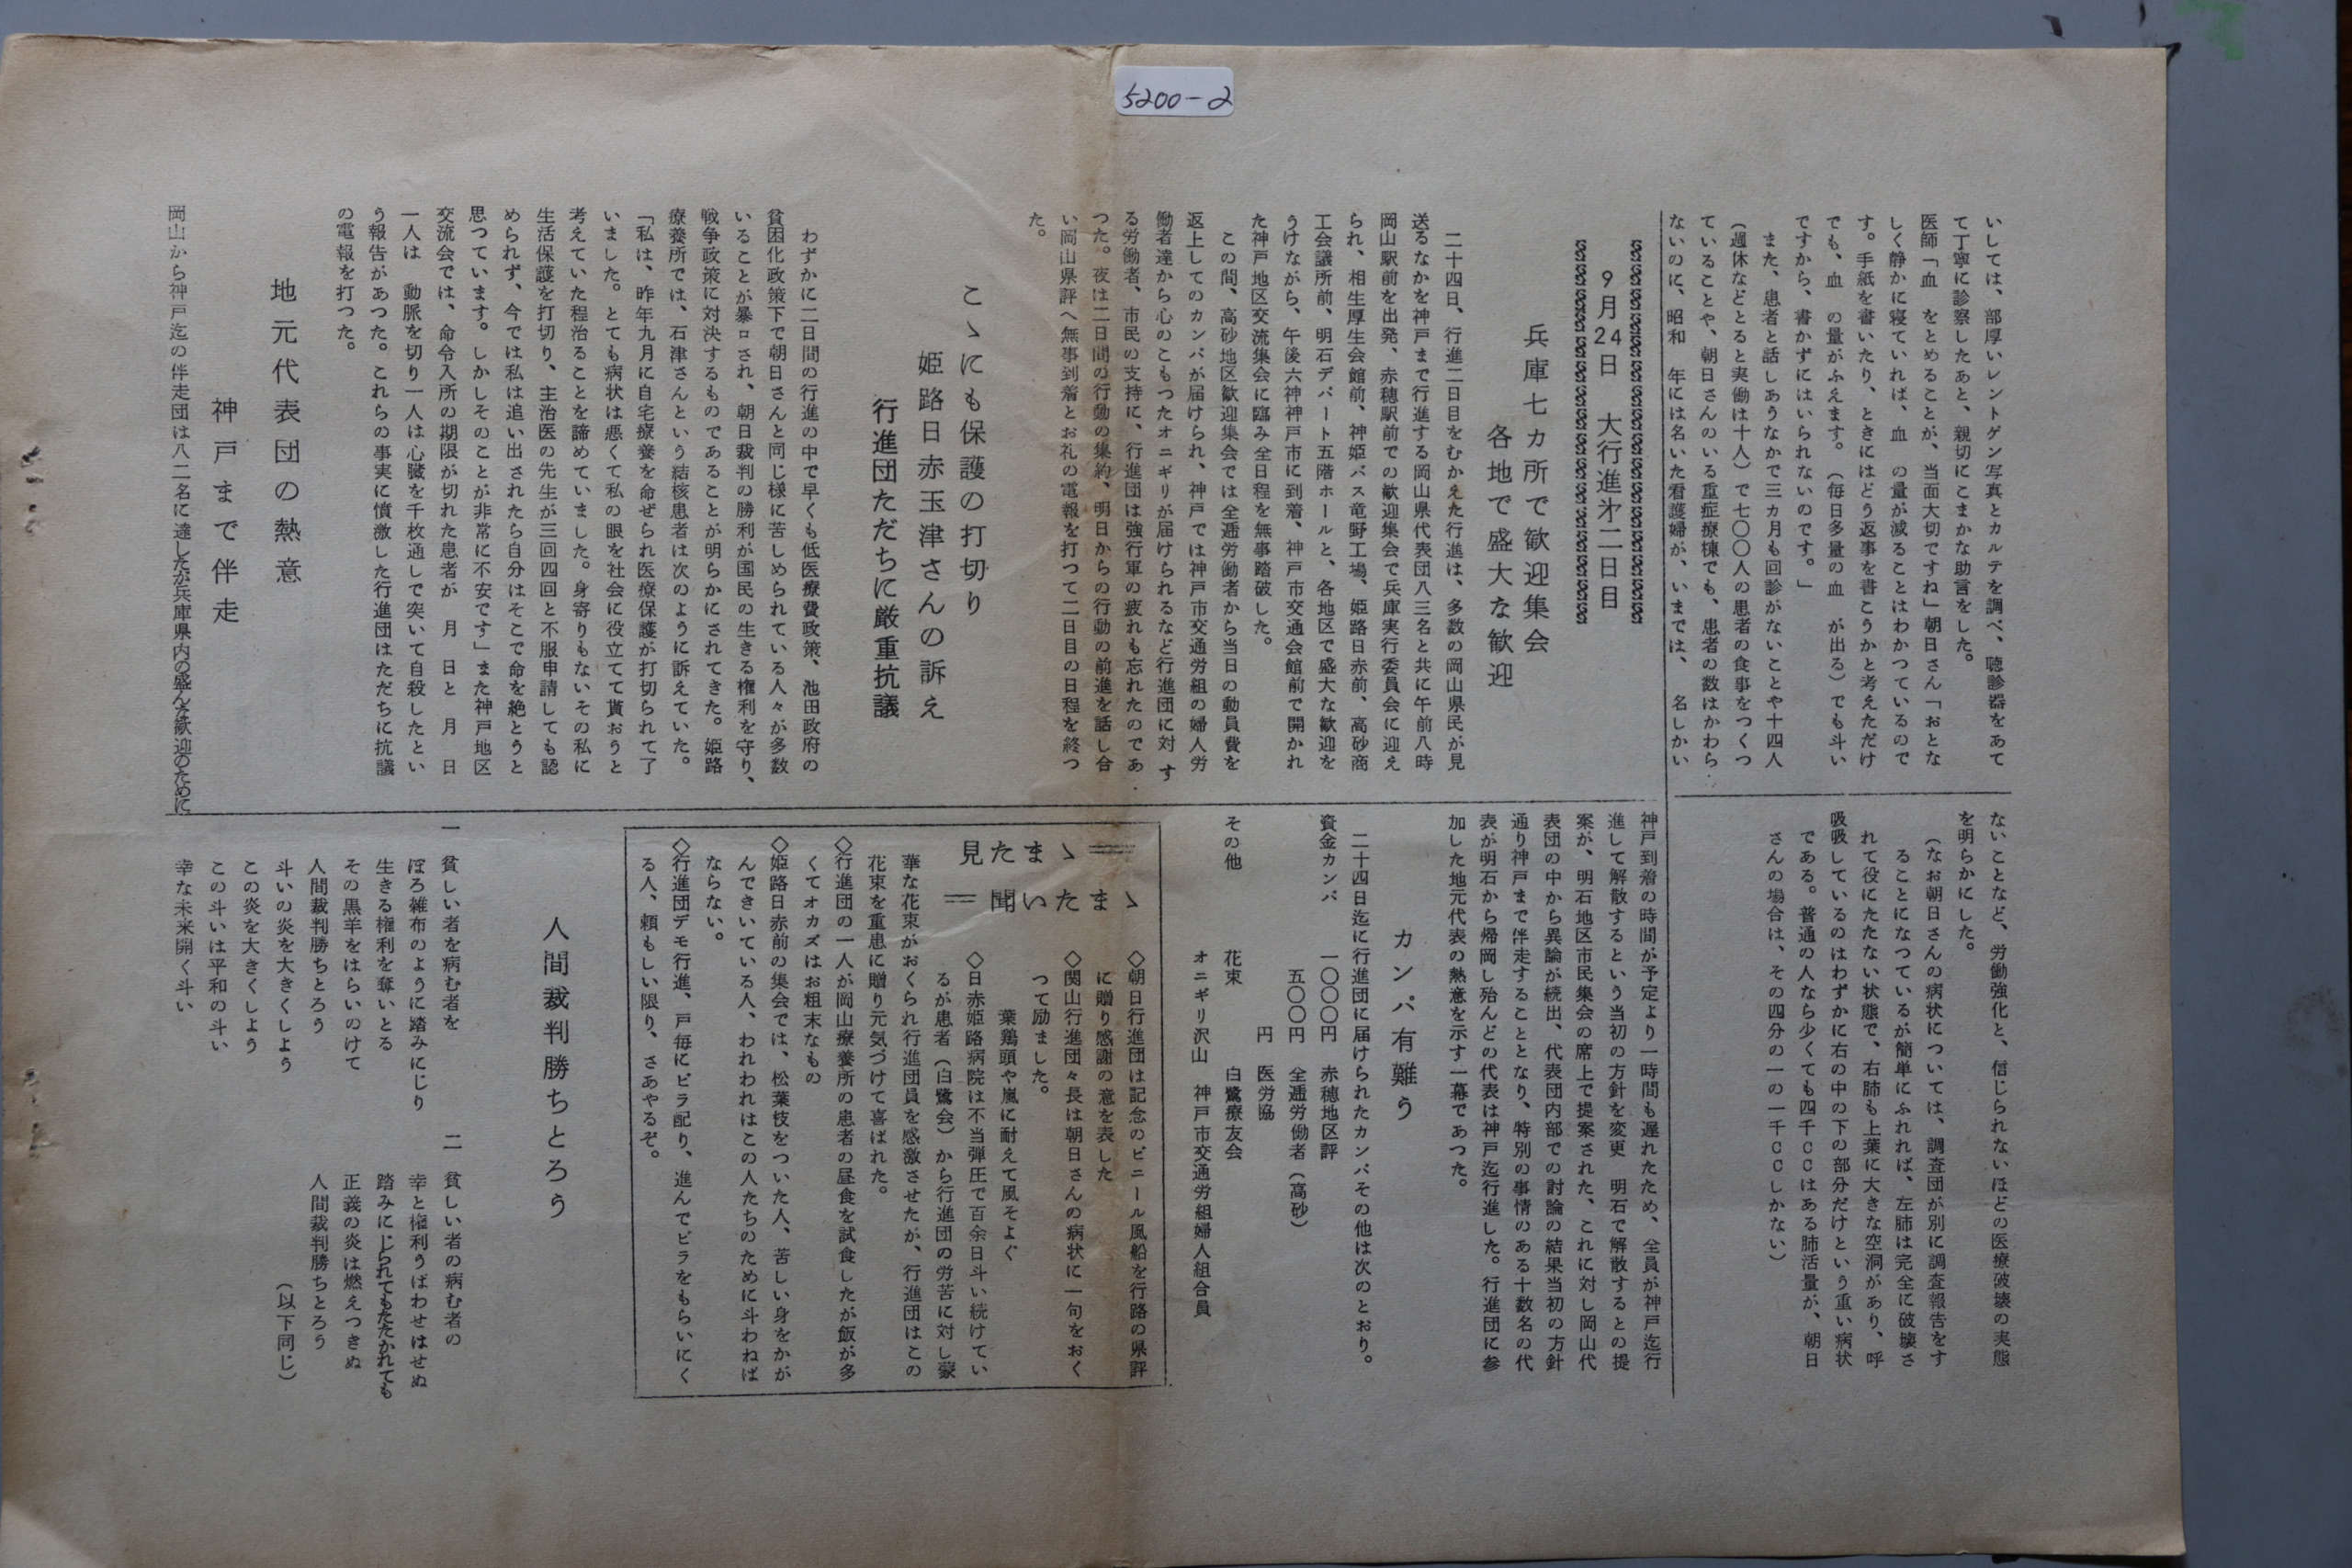 5200-2
いしては、部厚いレントゲン写真とカルテを調べ、聴診器をあて
て丁寧に診察したあと、親切にこまかな助言をした。
医師「血　をとめることが、当面大切ですね」朝日さん「おとな
しく静かに寝ていれば、血　の量が減ることはわかつているので
す。手紙を書いたり、ときにはどう返事を書こうかと考えただけ
でも、血　の量がふえます。（毎日多量の血　が出る）でも斗い
ですから、書かずにはいられないのです。」
また、患者と話しあうなかで三カ月も回診がないことや十四人
（週休などとると実働は十人）で七〇〇人の患者の食事をつくつ
ていることや、朝日さんのいる重症療棟でも、患者の数はかわら
ないのに、昭和　年には名いた看護婦が、いまでは、　名しかい
ないことなど、労働強化と、信じられないほどの医療破壊の実態
を明らかにした。
（なお朝日さんの病状については、調査団が別に調査報告をす
ることになつているが簡単にふれれば、左肺は完全に破壊さ
れて役にたたない状態で、右肺も上葉に大きな空洞があり、呼
吸吸しているのはわずかに右の中の下の部分だけという重い病状
である。普通の人なら少くても四千ccはある肺活量が、朝日
さんの場合は、その四分の一の一千ccしかない）
9月24日　大行進才二日目
兵庫七カ所で歓迎集会
各地で盛大な歓迎
二十四日、行進二日目をむかえた行進は、多数の岡山県民が見
送るなかを神戸まで行進する岡山県代表団八三名と共に午前八時
岡山駅前を出発、赤穂駅前での歓迎集会で兵庫実行委員会に迎え
られ、相生厚生会館前、神姫バス竜野工場、姫路日赤前、高砂商
工会議所前、明石デパート五階ホールと、各地区で盛大な歓迎を
うけながら、午後六神神戸市に到着、神戸市交通会館前で開かれ
た神戸地区交流集会に臨み全日程を無事踏破した。
この間、高砂地区歓迎集会では全逓労働者から当日の動員費を
返上してのカンパが届けられ、神戸では神戸市交通労組の婦人労
働者達から心のこもつたオニギリが届けられるなど行進団に対す
る労働者、市民の支持に、行進団は強行軍の疲れも忘れたのであ
つた。夜は二日間の行動の集約、明日からの行動の前進を話し合
い岡山県評へ無事到着とお礼の電報を打つて二日目の日程を終つ
た。
こゝにも保護の打切り
姫路日赤玉津さんの訴え
行進団ただちに厳重抗議
わずかに二日間の行進の中で早くも低医療費政策、池田政府の
貧困化政策下で朝日さんと同じ様に苦しめられている人々が多数
いることが暴ロされ、朝日裁判の勝利が国民の生きる権利を守り、
戦争政策に対決するものであることが明らかにされてきた。姫路
療養所では、石津さんという結核患者は次のように訴えていた。
「私は、昨年九月に自宅療養を命ぜられ医療保護が打切られて了
いました。とても病状は悪くて私の眼を社会に役立てて貰おうと
考えていた程治ることを諦めていました。身寄りもないその私に
生活保護を打切り、主治医の先生が三回四回と不服申請しても認
められず、今では私は追い出されたら自分はそこで命を絶とうと
思つています。しかしそのことが非常に不安です」また神戸地区
交流会では、命令入所の期限が切れた患者が　月　日と　月　日
一人は　動脈を切り一人は心臓を千枚通しで突いて自殺したとい
う報告があつた。これらの事実に憤激した行進団はただちに抗議
の電報を打つた。
地元代表団の熱意
神戸まで伴走
岡山から神戸迄の伴走団は八二名に達したが兵庫県内の盛んな歓迎のために
神戸到着の時間が予定より一時間も遅れたため、全員が神戸迄行
進して解散するという当初の方針を変更　明石で解散するとの提
案が、明石地区市民集会の席上で提案された、これに対し岡山代
表団の中から異論が続出、代表団内部での討論の結果当初の方針
通り神戸まで伴走することとなり、特別の事情のある十数名の代
表が明石から帰岡し殆んどの代表は神戸迄行進した。行進団に参
加した地元代表の熱意を示す一幕であつた。
カンパ有難う
二十四日迄に行進団に届けられたカンパその他は次のとおり。
資金カンパ　一〇〇〇円　赤穂地区評
五〇〇円　全逓労働者（高砂）
円　医労協
その他　花束　白鷺療友会
オニギリ沢山　神戸市交通労組婦人組合員
＝見たまゝ
聞いたまゝ＝
◇朝日行進団は記念のビニール風船を行路の県評
に贈り感謝の意を表した
◇関山行進団々長は朝日さんの病状に一句をおく
つて励ました。
葉鶏頭や嵐に耐えて風そよぐ
◇日赤姫路病院は不当弾圧で百余日斗い続けてい
るが患者（白鷺会）から行進団の労苦に対し豪
華な花束がおくられ行進団員を感激させたが、行進団はこの
花束を重患に贈り元気づけて喜ばれた。
◇行進団の一人が岡山療養所の患者の昼食を試食したが飯が多
くてオカズはお粗末なもの
◇姫路日赤前の集会では、松葉枝をついた人、苦しい身をかが
んできいている人、われわれはこの人たちのために斗わねば
ならない。
◇行進団デモ行進、戸毎にビラ配り、進んでビラをもらいにく
る人、頼もしい限り、さあやるぞ。
人間裁判勝ちとろう
一
貧しい者を病む者を
ぼろ雑布のように踏みにじり
生きる権利を奪いとる
その黒羊をはらいのけて
人間裁判勝ちとろう
斗いの炎を大きくしよう
この炎を大きくしよう
この斗いは平和の斗い
幸な未来開く斗い
二
貧しい者の病む者の
幸と権利うばわせはせぬ
踏みにじられてもたたかれても
正義の炎は燃えつきぬ
人間裁判勝ちとろう
（以下同じ）